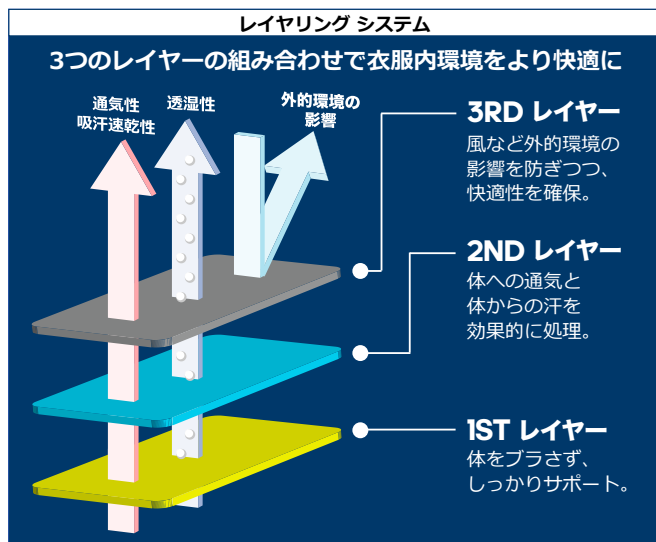 レイヤリング システム
3つのレイヤーの組み合わせで衣服内環境をより快適に
通気性
吸汗速乾性
透湿性
外的環境の
影響
3RD レイヤー
風など外的環境の
影響を防ぎつつ、
快適性を確保。
2ND レイヤー
体への通気と
体からの汗を
効果的に処理。
1ST レイヤー
体をブラさず、
しっかりサポート。